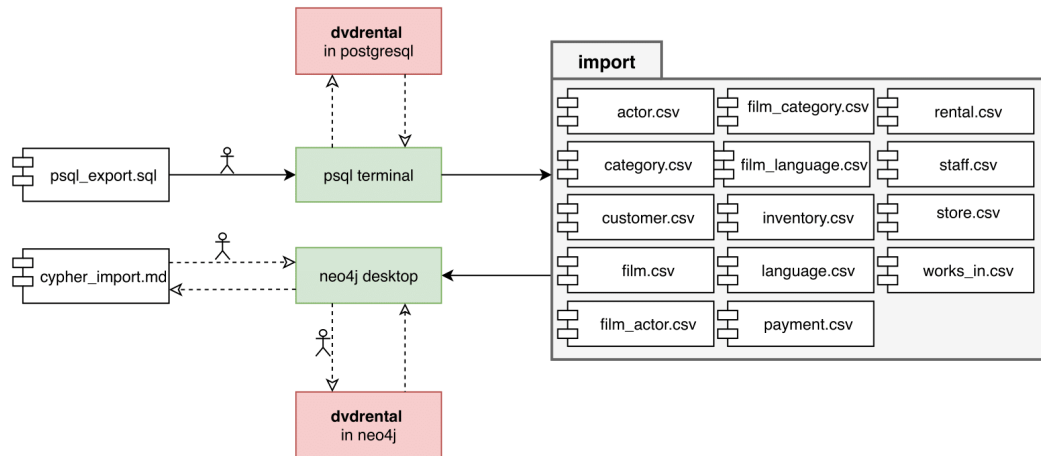 dvdrental
in postgresql
import
actor.csv
film_category.csv
rental.csv
psql_export.sql
psql terminal
category.csv
film_language.csv
staff.csv
customer.csv
inventory.csv
store.csv
cypher_import.md
neo4j desktop
film.csv
language.csv
works_in.csv
film_actor.csv
payment.csv
dvdrental
in neo4j